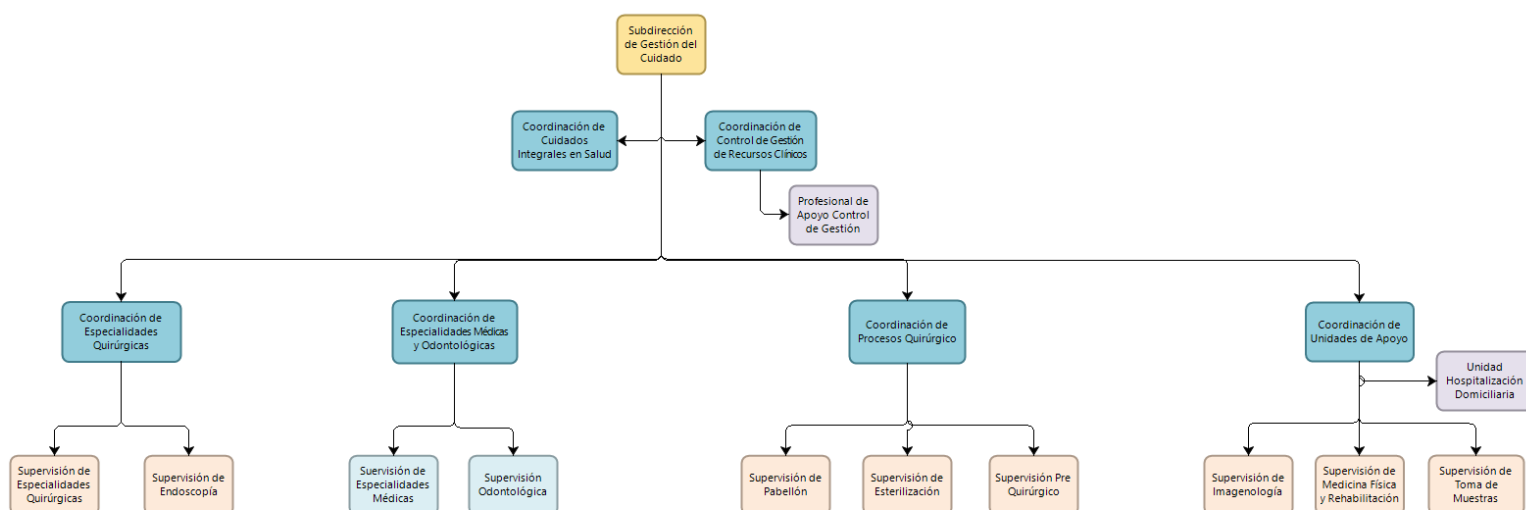 Subdirección
de Gestión del
Cuidado
Coordinación de
Cuidados
Integrales en Salud
Coordinación de
Control de Gestión
de Recursos Clínicos
Profesional de
Apoyo Control
de Gestión
Coordinación de
Especialidades
Quirúrgicas
Coordinación de
Especialidades Médicas
y Odontológicas
Coordinación de
Procesos Quirúrgico
Coordinación de
Unidades de Apoyo
Unidad
Hospitalización
Domiciliaria
Supervisión de
Especialidades
Quirúrgicas
Supervisión de
Endoscopía
Suervisión de
Especialidades
Médicas
Supervisión
Odontológica
Supervisión de
Pabellón
Supervisión de
Esterilización
Supervisión Pre
Quirúrgico
Supervisión de
Imagenología
Supervisión de
Medicina Física
y Rehabilitación
Supervisión de
Toma de
Muestras